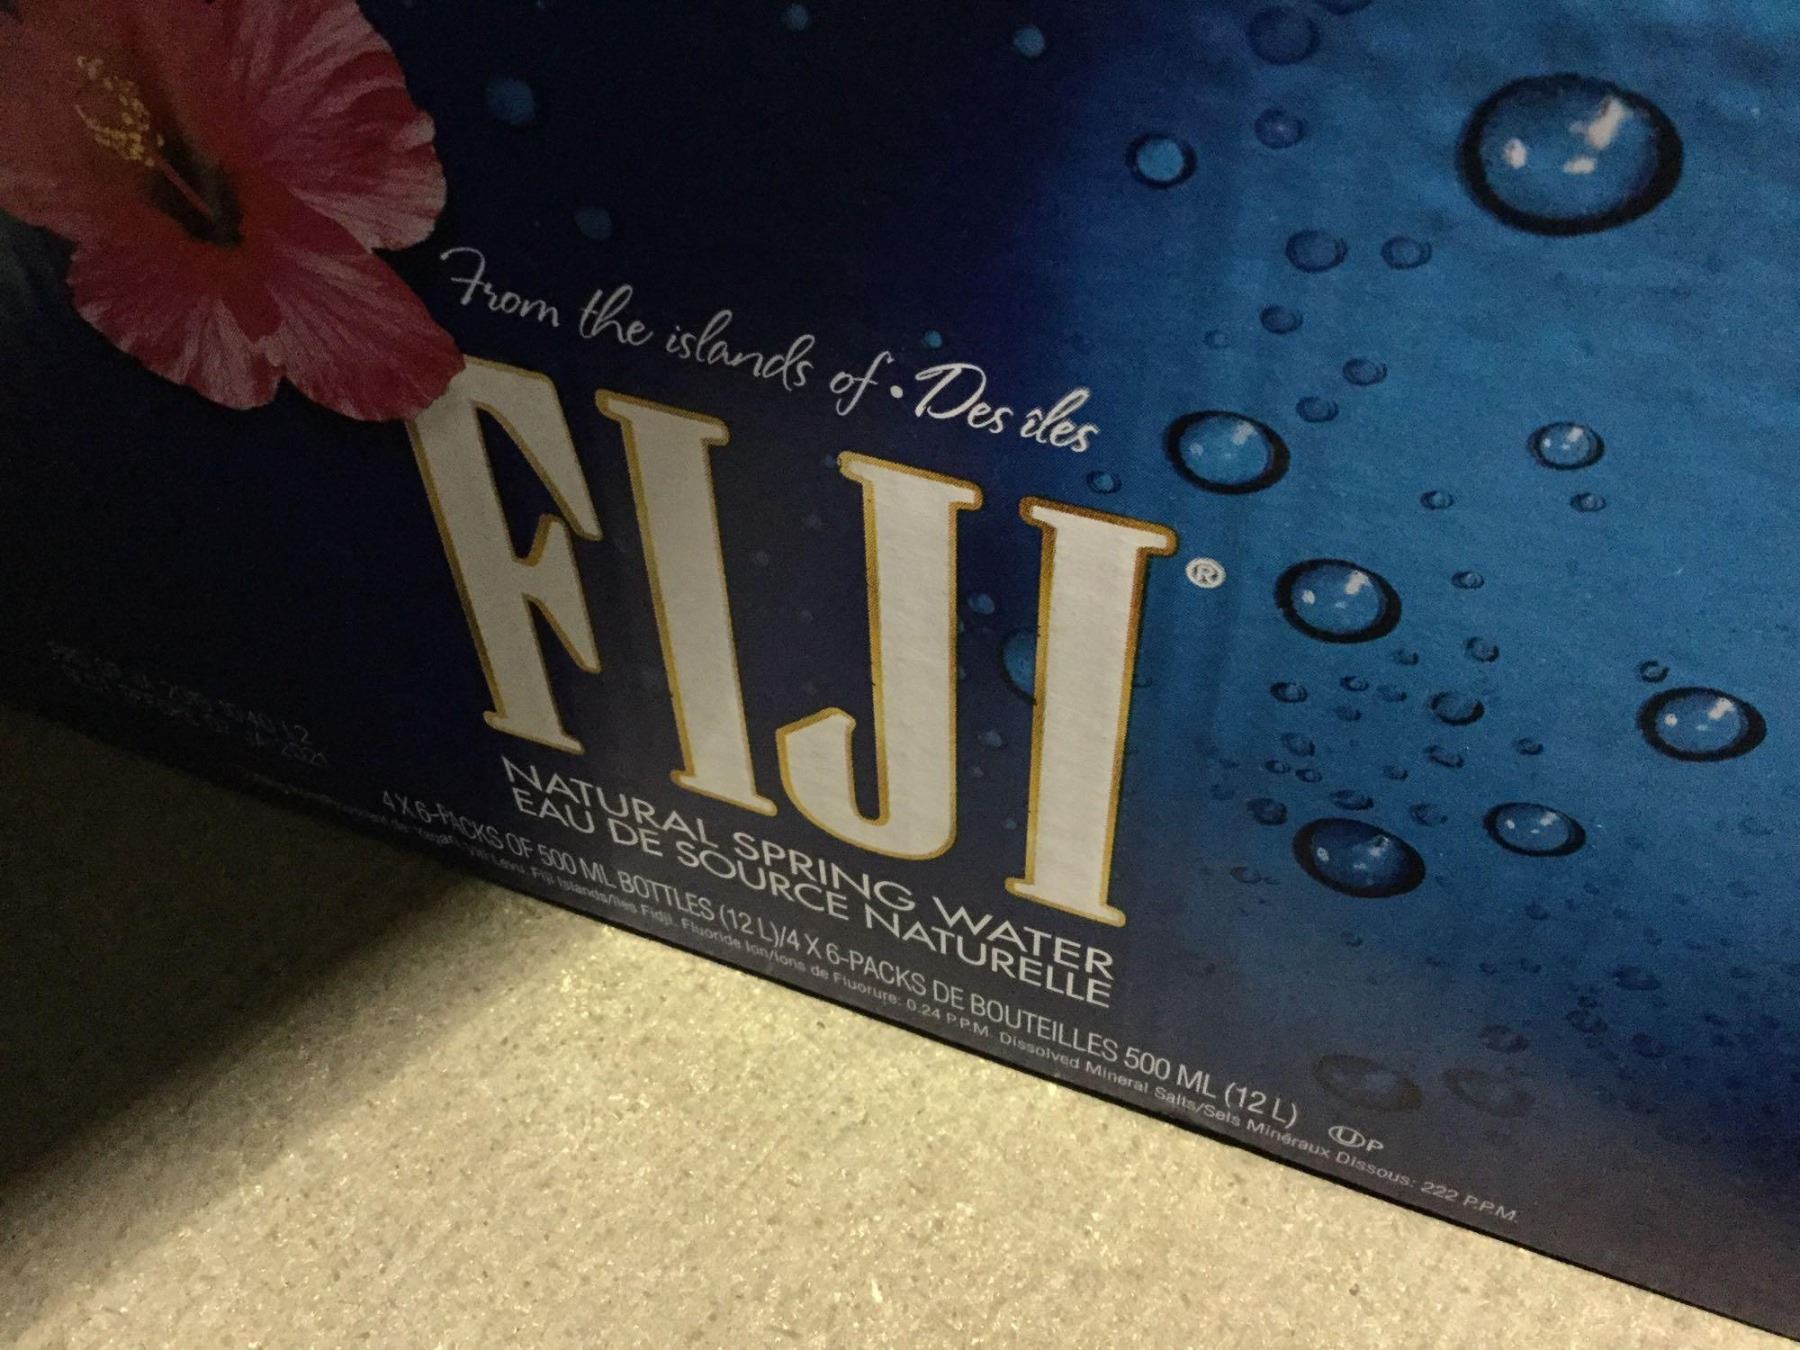 From the islands of • Des îles
FIJI®
NATURAL SPRING WATER
EAU DE SOURCE NATURELLE
4 X 6-PACKS OF 500 ML BOTTLES (12 L)/4 X 6-PACKS DE BOUTEILLES 500 ML (12 L)
Fiji Islands/Iles Fidji. Fluoride Ion/Ions de Fluorure: 0.24 P.P.M. Dissolved Mineral Salts/Sels Minéraux Dissous: 222 P.P.M.
UP